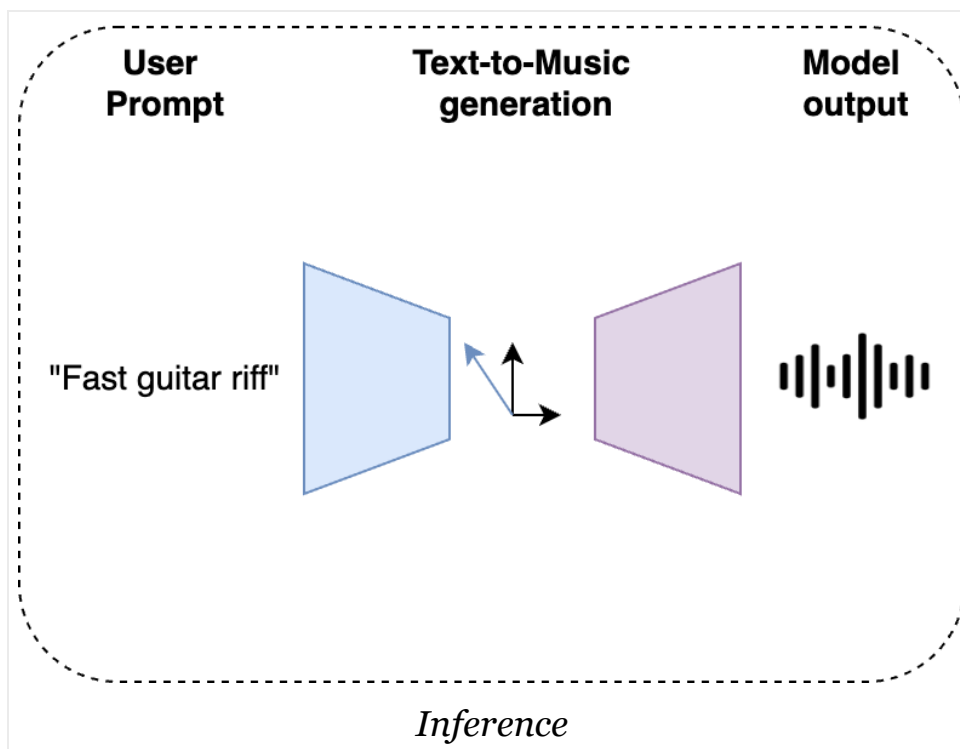 User
Prompt
Text-to-Music
generation
Model
output
"Fast guitar riff"
Inference